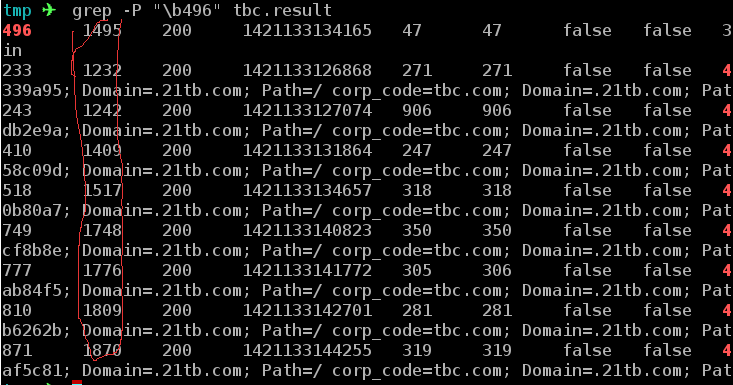 tmp grep -P "\b496" tbc.result
496 1495 200 1421133134165 47 47 false false 3
in
233 1232 200 1421133126868 271 271 false false 4
339a95; Domain=.21tb.com; Path=/ corp_code=tbc.com; Domain=.21tb.com; Pat
243 1242 200 1421133127074 906 906 false false 4
db2e9a; Domain=.21tb.com; Path=/ corp_code=tbc.com; Domain=.21tb.com; Pat
410 1409 200 1421133131864 247 247 false false 4
58c09d; Domain=.21tb.com; Path=/ corp_code=tbc.com; Domain=.21tb.com; Pat
518 1517 200 1421133134657 318 318 false false 4
0b80a7; Domain=.21tb.com; Path=/ corp_code=tbc.com; Domain=.21tb.com; Pat
749 1748 200 1421133140823 350 350 false false 4
cf8b8e; Domain=.21tb.com; Path=/ corp_code=tbc.com; Domain=.21tb.com; Pat
777 1776 200 1421133141772 305 306 false false 4
ab84f5; Domain=.21tb.com; Path=/ corp_code=tbc.com; Domain=.21tb.com; Pat
810 1809 200 1421133142701 281 281 false false 4
b6262b; Domain=.21tb.com; Path=/ corp_code=tbc.com; Domain=.21tb.com; Pat
871 1870 200 1421133144255 319 319 false false 4
af5c81; Domain=.21tb.com; Path=/ corp_code=tbc.com; Domain=.21tb.com; Pat